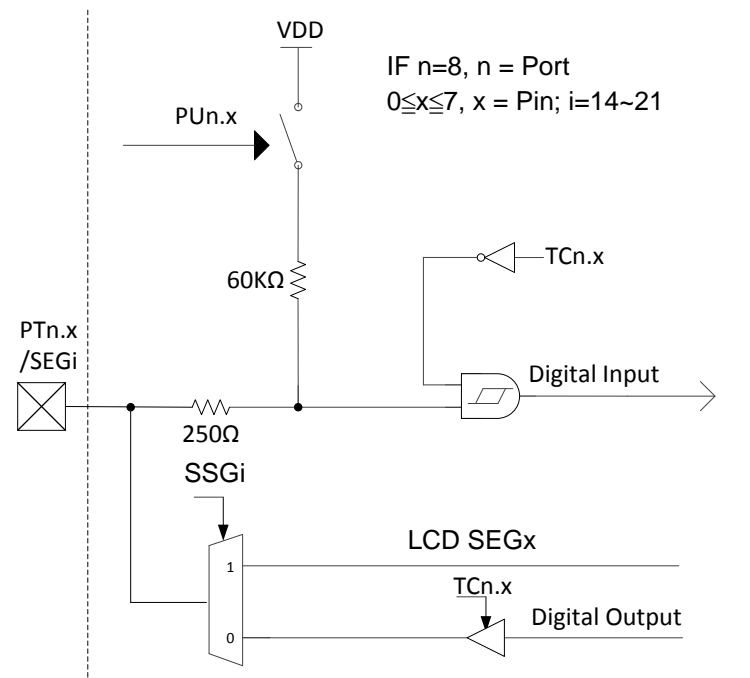 VDD
IF n=8, n = Port
0≦x≦7, x = Pin; i=14~21
PUn.x
TCn.x
60KΩ
PTn.x
/SEGi
Digital Input
250Ω
SSGi
LCD SEGx
1
TCn.x
Digital Output
0